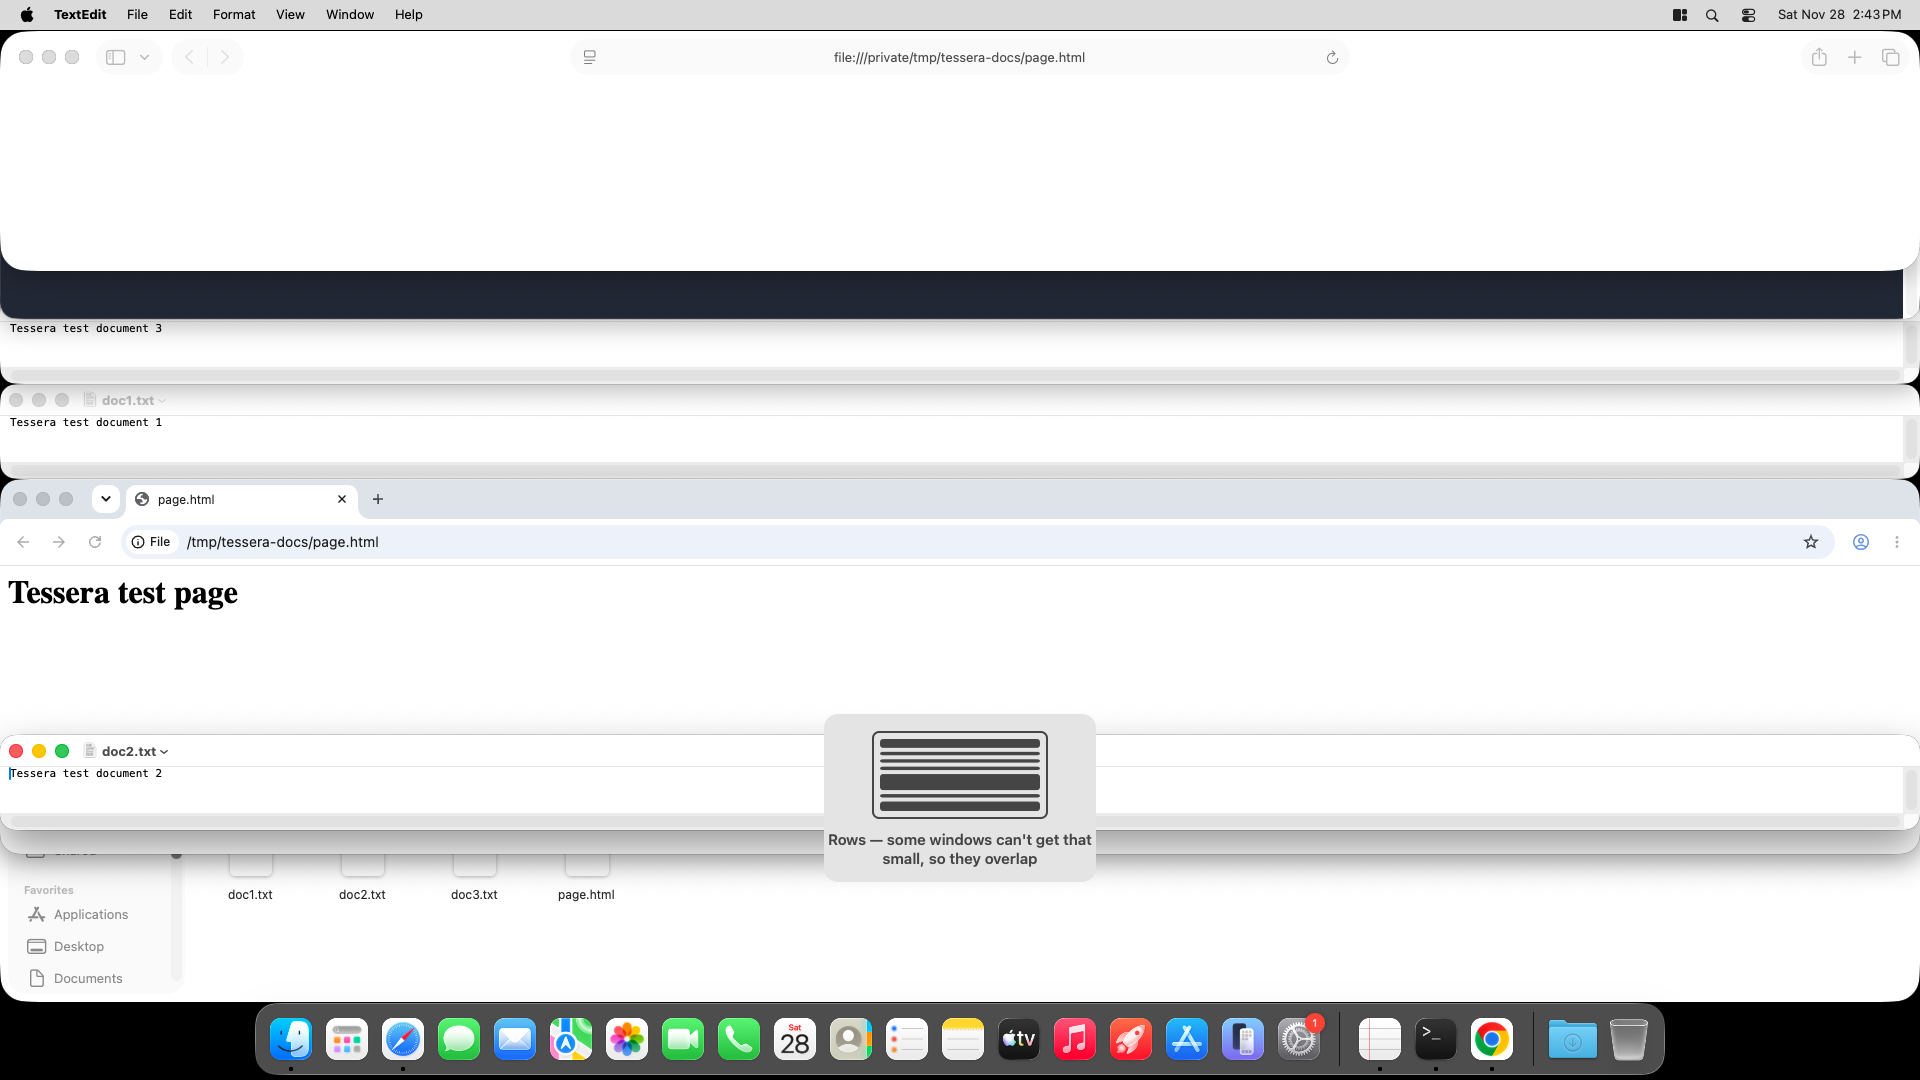 TextEdit File Edit Format View Window Help Sat Nov 28 2:43 PM
file:///private/tmp/tessera-docs/page.html
Tessera test document 3
doc1.txt
Tessera test document 1
page.html
File /tmp/tessera-docs/page.html
Tessera test page
doc2.txt
Tessera test document 2
Rows — some windows can't get that
small, so they overlap
Favorites
doc1.txt doc2.txt doc3.txt page.html
Applications
Desktop
Documents
Sat
28
tv
1
>_